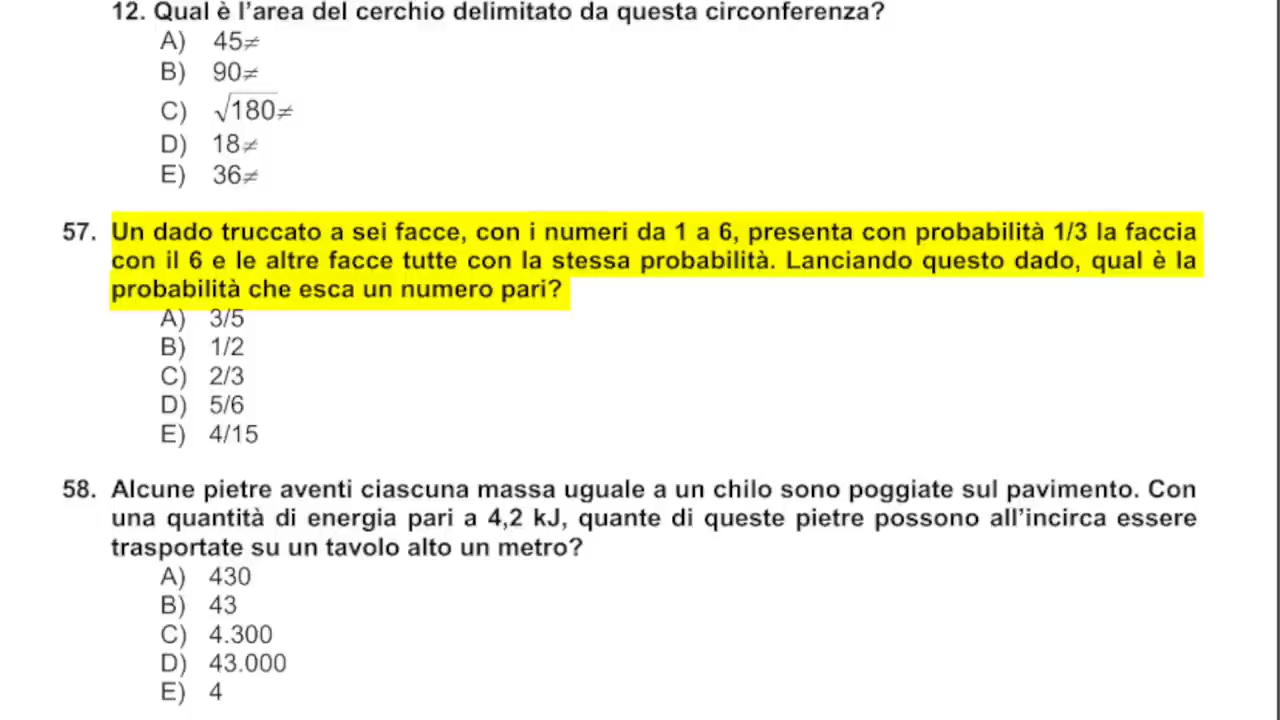 12. Qual è l'area del cerchio delimitato da questa circonferenza?
A) 45≠
B) 90≠
C) √180≠
D) 18≠
E) 36≠
57. Un dado truccato a sei facce, con i numeri da 1 a 6, presenta con probabilità 1/3 la faccia
con il 6 e le altre facce tutte con la stessa probabilità. Lanciando questo dado, qual è la
probabilità che esca un numero pari?
A) 3/5
B) 1/2
C) 2/3
D) 5/6
E) 4/15
58. Alcune pietre aventi ciascuna massa uguale a un chilo sono poggiate sul pavimento. Con
una quantità di energia pari a 4,2 kJ, quante di queste pietre possono all'incirca essere
trasportate su un tavolo alto un metro?
A) 430
B) 43
C) 4.300
D) 43.000
E) 4